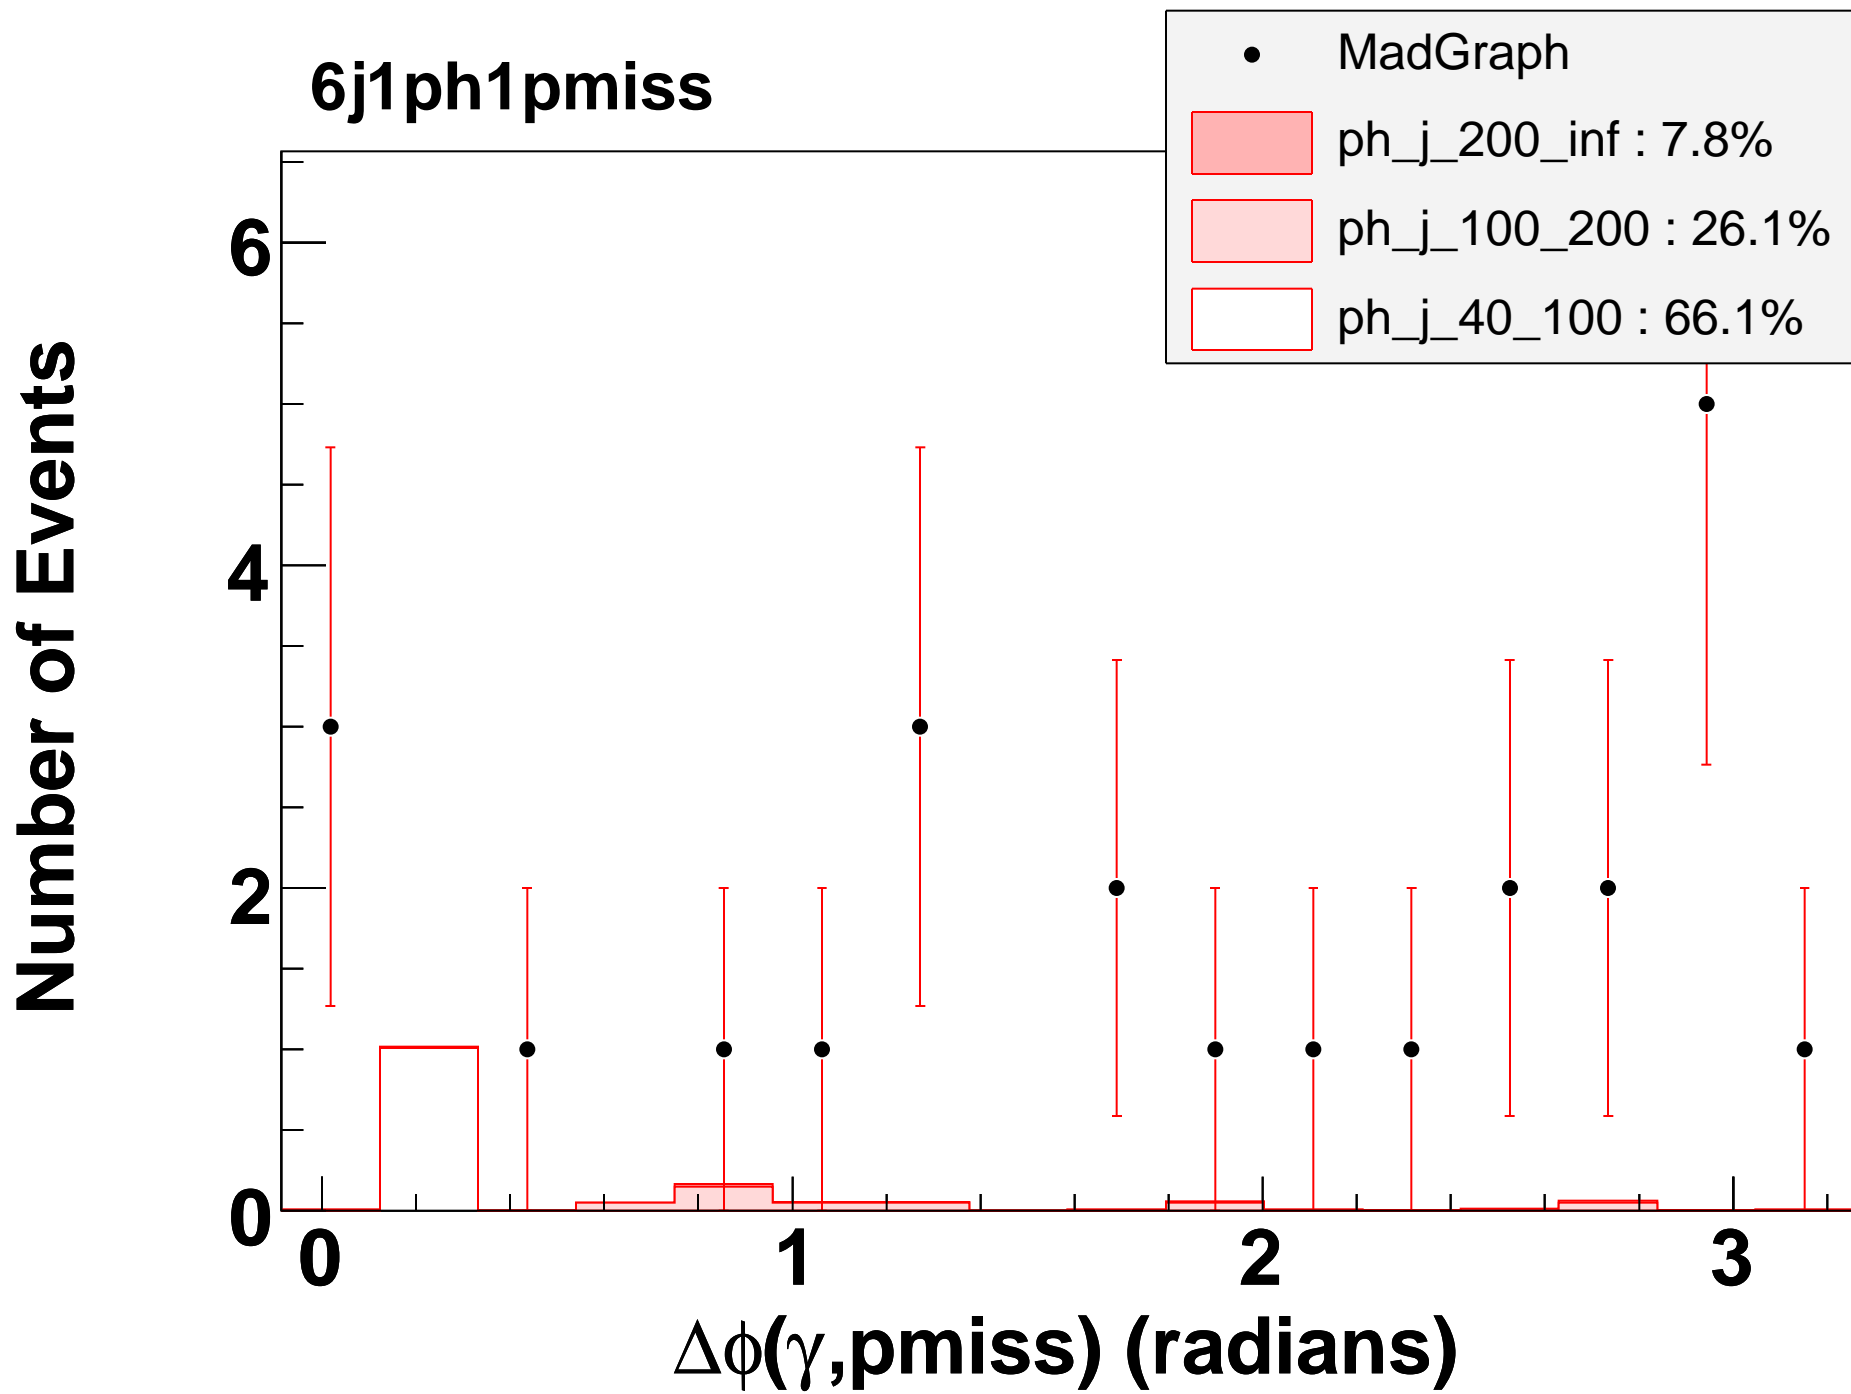 6j1ph1pmiss
MadGraph
ph_j_200_inf : 7.8%
ph_j_100_200 : 26.1%
ph_j_40_100 : 66.1%
Number of Events
6
4
2
0
0 1 2 3
Δϕ(γ,pmiss) (radians)